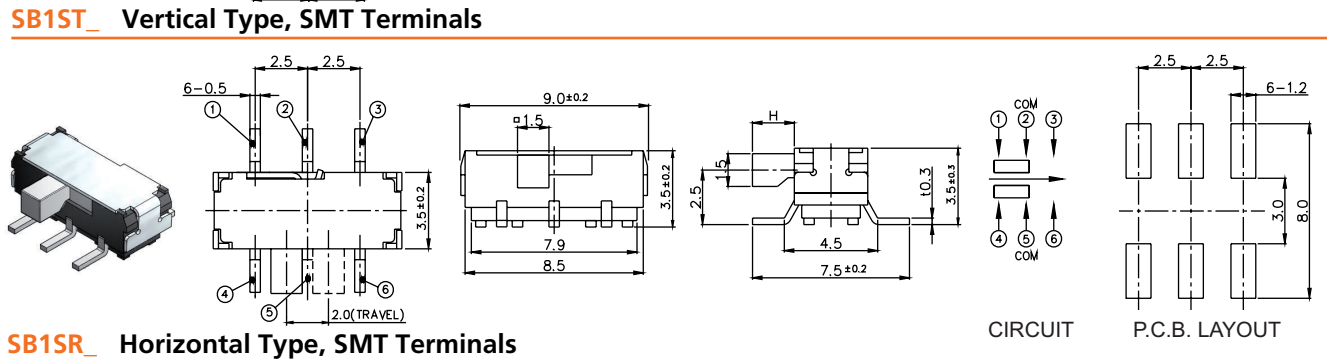 SB1ST_ Vertical Type, SMT Terminals
2.5 2.5
6-0.5
① ② ③
3.5±0.2
④ ⑤ ⑥
2.0(TRAVEL)
9.0±0.2
□1.5
3.5±0.2
7.9
8.5
H
1.5
2.5
t0.3
3.5±0.3
4.5
7.5±0.2
COM
① ② ③
④ ⑤ ⑥
COM
CIRCUIT
2.5 2.5
6-1.2
3.0
8.0
P.C.B. LAYOUT
SB1SR_ Horizontal Type, SMT Terminals